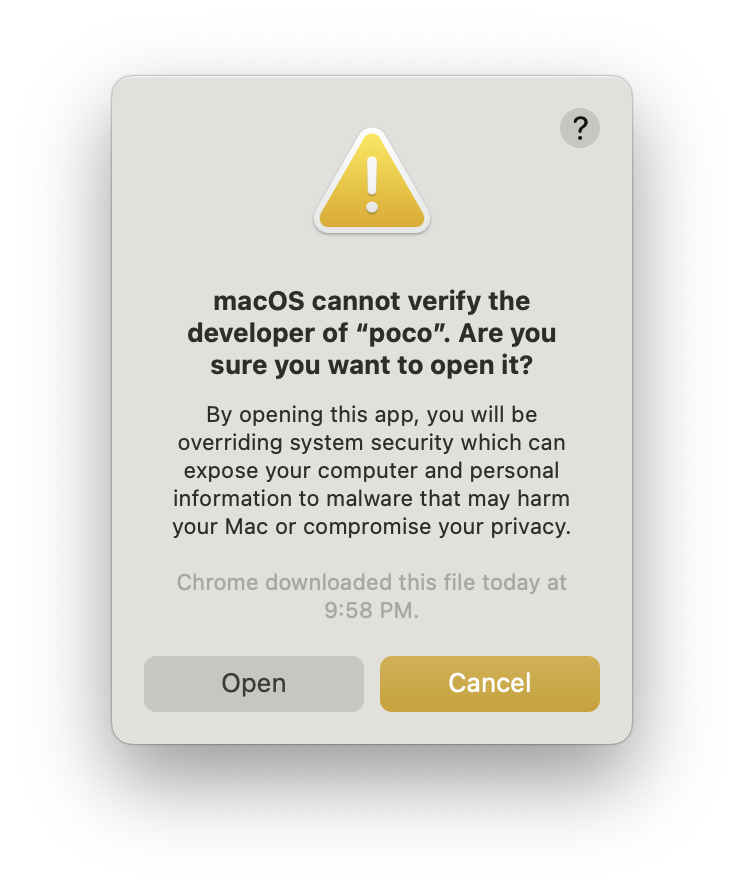 ?
macOS cannot verify the
developer of “poco”. Are you
sure you want to open it?
By opening this app, you will be
overriding system security which can
expose your computer and personal
information to malware that may harm
your Mac or compromise your privacy.
Chrome downloaded this file today at
9:58 PM.
Open
Cancel